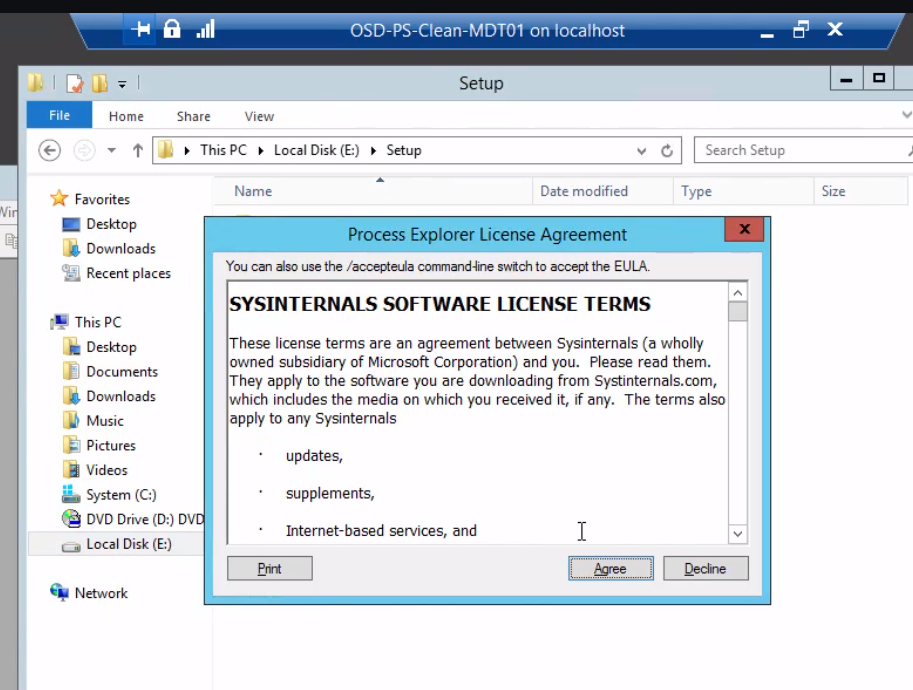 OSD-PS-Clean-MDT01 on localhost
Setup
File Home Share View
This PC Local Disk (E:) Setup
Search Setup
Name Date modified Type Size
Favorites
Desktop
Downloads
Recent places
This PC
Desktop
Documents
Downloads
Music
Pictures
Videos
System (C:)
DVD Drive (D:) DVD
Local Disk (E:)
Network
Process Explorer License Agreement
You can also use the /accepteula command-line switch to accept the EULA.
SYSINTERNALS SOFTWARE LICENSE TERMS
These license terms are an agreement between Sysinternals (a wholly
owned subsidiary of Microsoft Corporation) and you. Please read them.
They apply to the software you are downloading from Systinternals.com,
which includes the media on which you received it, if any. The terms also
apply to any Sysinternals
· updates,
· supplements,
· Internet-based services, and
Print Agree Decline